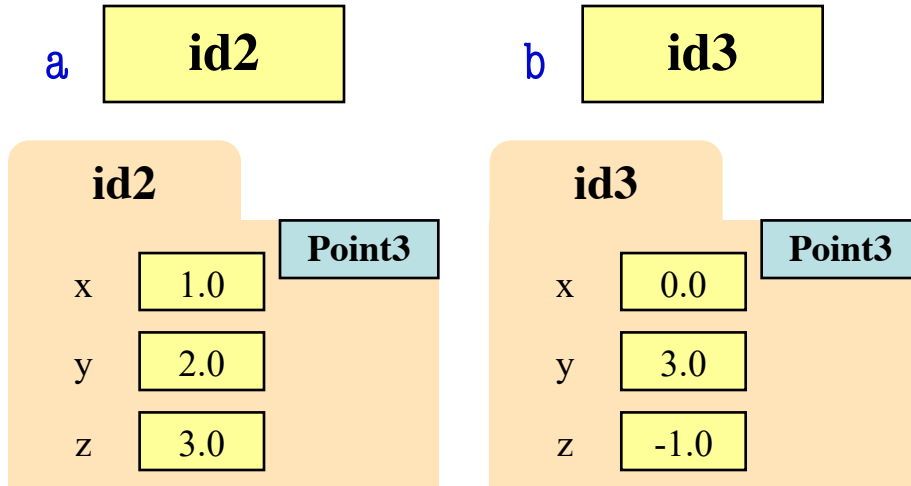 a id2
id2
Point3
x 1.0
y 2.0
z 3.0
b id3
id3
Point3
x 0.0
y 3.0
z -1.0